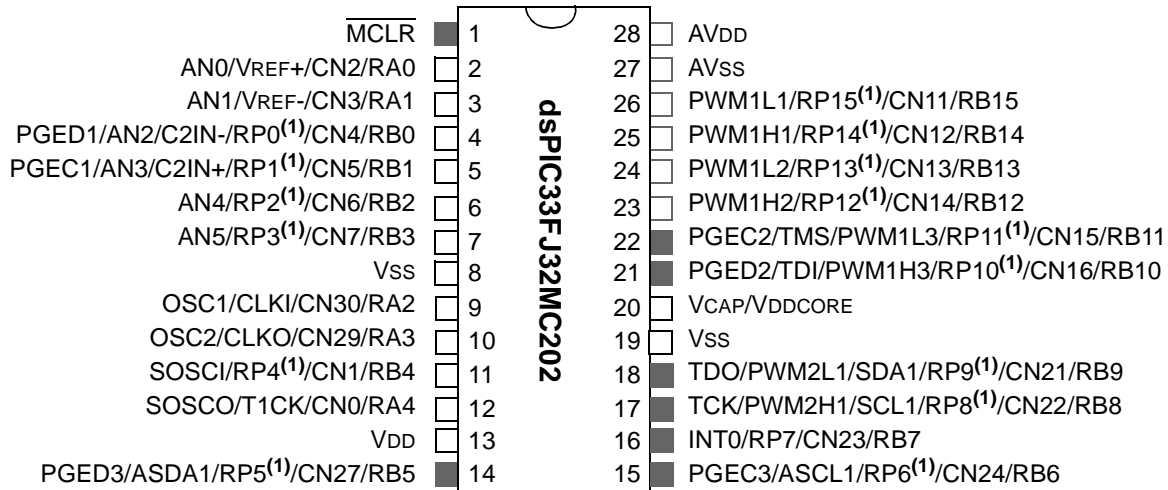 MCLR 1 28 AVDD
AN0/VREF+/CN2/RA0 2 27 AVSS
AN1/VREF-/CN3/RA1 3 26 PWM1L1/RP15(1)/CN11/RB15
PGED1/AN2/C2IN-/RP0(1)/CN4/RB0 4 25 PWM1H1/RP14(1)/CN12/RB14
PGEC1/AN3/C2IN+/RP1(1)/CN5/RB1 5 24 PWM1L2/RP13(1)/CN13/RB13
AN4/RP2(1)/CN6/RB2 6 23 PWM1H2/RP12(1)/CN14/RB12
AN5/RP3(1)/CN7/RB3 7 22 PGEC2/TMS/PWM1L3/RP11(1)/CN15/RB11
VSS 8 21 PGED2/TDI/PWM1H3/RP10(1)/CN16/RB10
OSC1/CLKI/CN30/RA2 9 20 VCAP/VDDCORE
OSC2/CLKO/CN29/RA3 10 19 VSS
SOSCI/RP4(1)/CN1/RB4 11 18 TDO/PWM2L1/SDA1/RP9(1)/CN21/RB9
SOSCO/T1CK/CN0/RA4 12 17 TCK/PWM2H1/SCL1/RP8(1)/CN22/RB8
VDD 13 16 INT0/RP7/CN23/RB7
PGED3/ASDA1/RP5(1)/CN27/RB5 14 15 PGEC3/ASCL1/RP6(1)/CN24/RB6
dsPIC33FJ32MC202